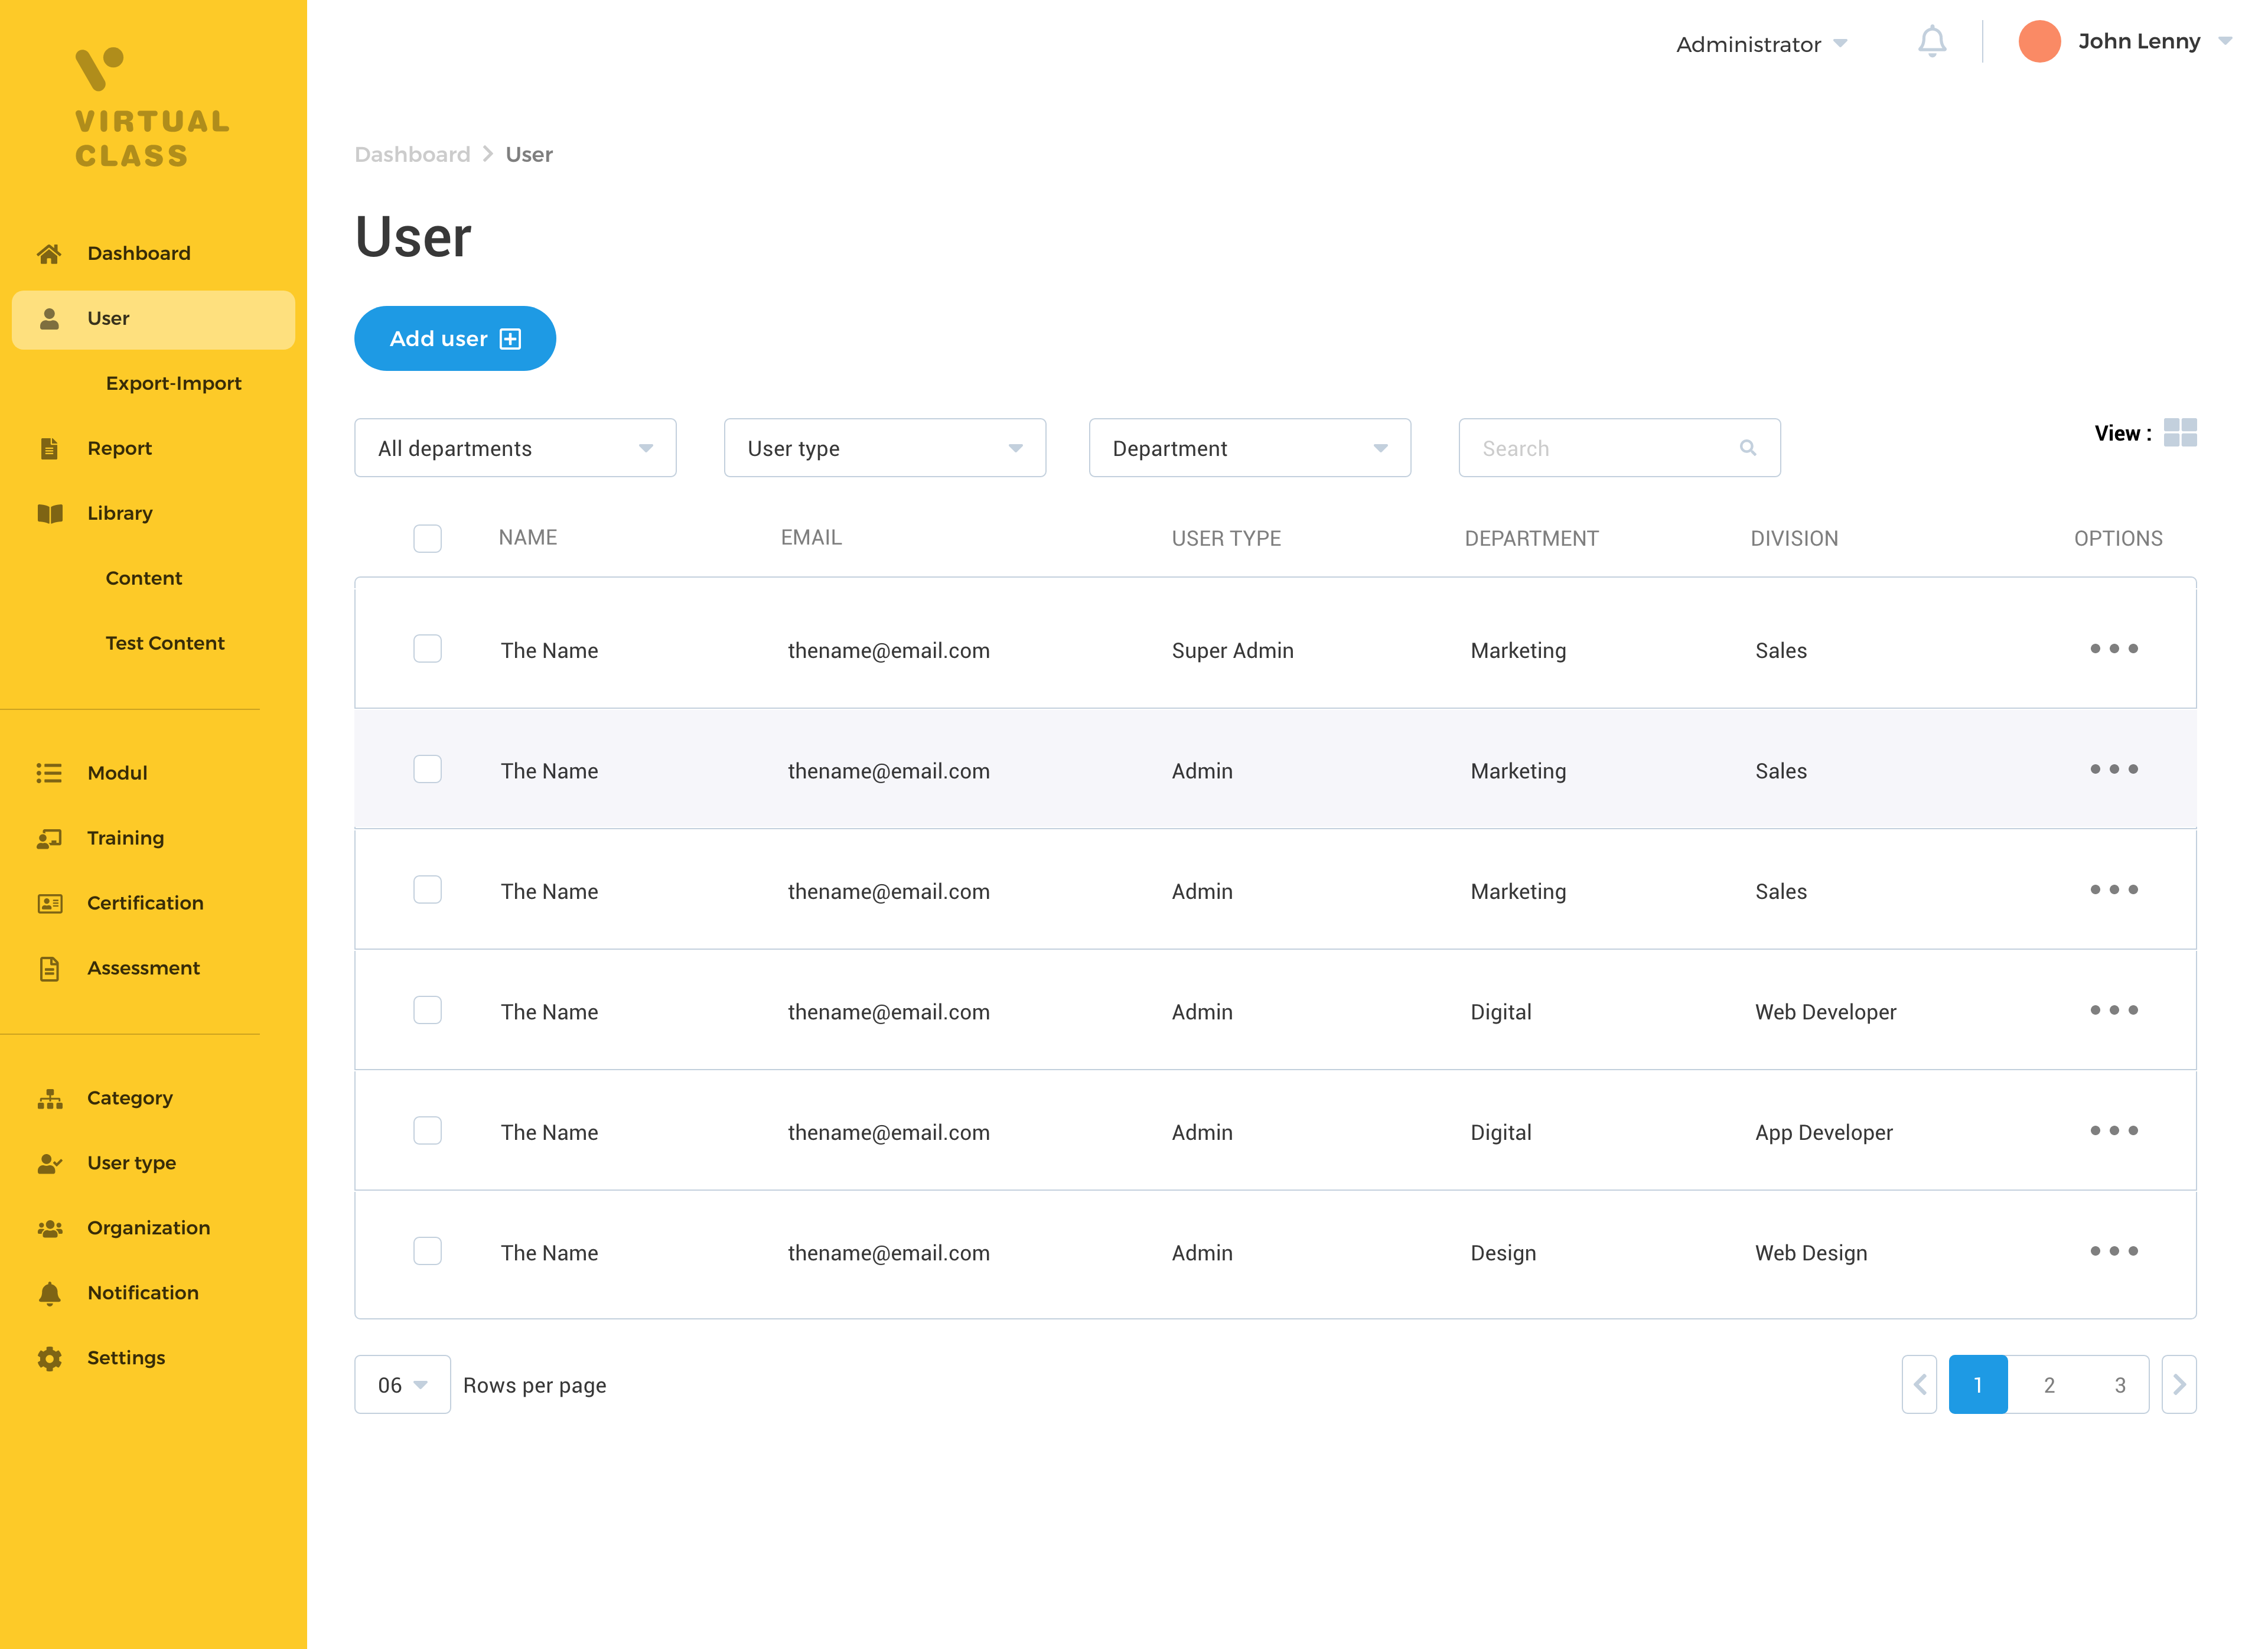 VIRTUAL
CLASS
Dashboard
User
Export-Import
Report
Library
Content
Test Content
Modul
Training
Certification
Assessment
Category
User type
Organization
Notification
Settings
Administrator
John Lenny
Dashboard User
User
Add user
All departments User type Department Search View :
NAME EMAIL USER TYPE DEPARTMENT DIVISION OPTIONS
The Name thename@email.com Super Admin Marketing Sales
The Name thename@email.com Admin Marketing Sales
The Name thename@email.com Admin Marketing Sales
The Name thename@email.com Admin Digital Web Developer
The Name thename@email.com Admin Digital App Developer
The Name thename@email.com Admin Design Web Design
06 Rows per page 1 2 3